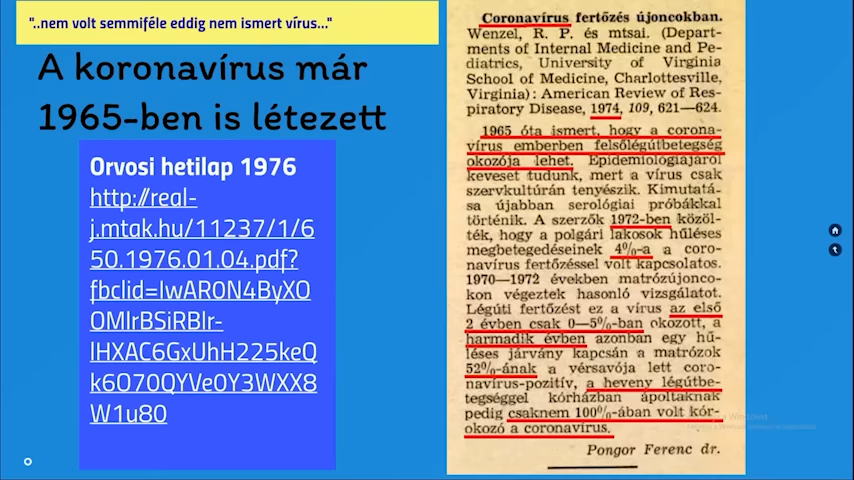 "..nem volt semmiféle eddig nem ismert vírus..."
A koronavírus már
1965-ben is létezett
Orvosi hetilap 1976
http://real-
j.mtak.hu/11237/1/6
50.1976.01.04.pdf?
fbclid=IwAR0N4ByXO
OMlrBSiRBlr-
lHXAC6GxUhH225keQ
k6O7OQYVe0Y3WXX8
W1u80
Coronavírus fertőzés újoncokban.
Wenzel, R. P. és mtsai. (Depart-
ments of Internal Medicine and Pe-
diatrics, University of Virginia
School of Medicine, Charlottesville,
Virginia): American Review of Res-
piratory Disease, 1974, 109, 621—624.
1965 óta ismert, hogy a corona-
vírus emberben felsőlégútbetegség
okozója lehet. Epidemiológiájáról
keveset tudunk, mert a vírus csak
szervkultúrán tenyészik. Kimutatá-
sa újabban serológiai próbákkal
történik. A szerzők 1972-ben közöl-
ték, hogy a polgári lakosok hűléses
megbetegedéseinek 4%-a a coro-
navírus fertőzéssel volt kapcsolatos.
1970—1972 években matrózújonco-
kon végeztek hasonló vizsgálatot.
Légúti fertőzést ez a vírus az első
2 évben csak 0—5%-ban okozott, a
harmadik évben azonban egy hű-
léses járvány kapcsán a matrózok
52%-ának a vérsavója lett coro-
navírus-pozitív, a heveny légútbe-
tegséggel kórházban ápoltaknak
pedig csaknem 100%-ában volt kór-
okozó a coronavírus.
Pongor Ferenc dr.